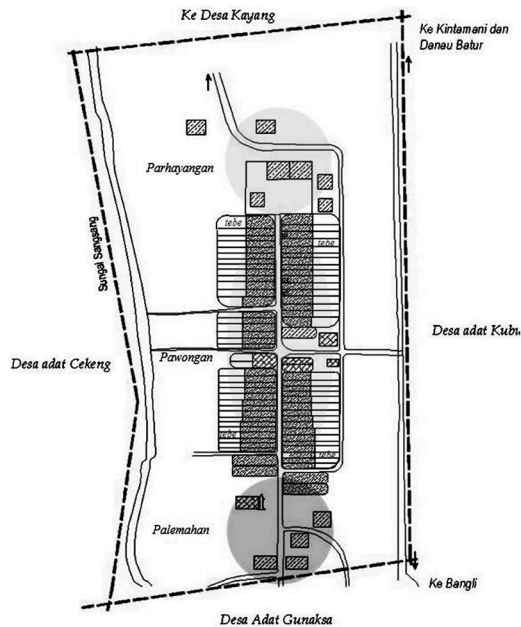 Ke Desa Kayang
Ke Kintamani dan
Danau Batur
Parhayangan
tebe
tebe
Sungai Sangsang
Desa adat Kubu
Desa adat Cekeng
Pawongan
tebe
tebe
Palemahan
Ke Bangli
Desa Adat Gunaksa